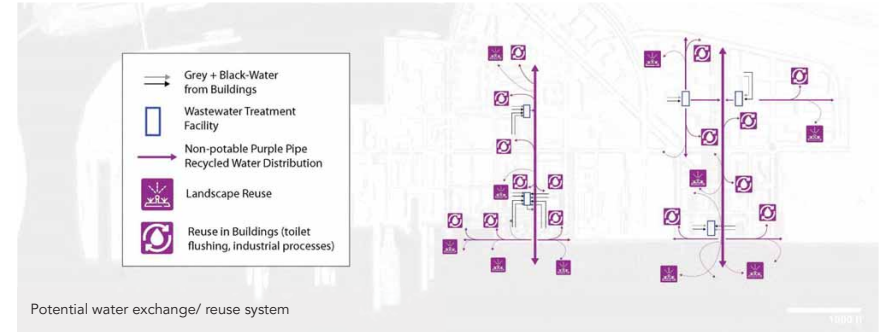 Grey + Black-Water
from Buildings
Wastewater Treatment
Facility
Non-potable Purple Pipe
Recycled Water Distribution
Landscape Reuse
Reuse in Buildings (toilet
flushing, industrial processes)
Potential water exchange/ reuse system